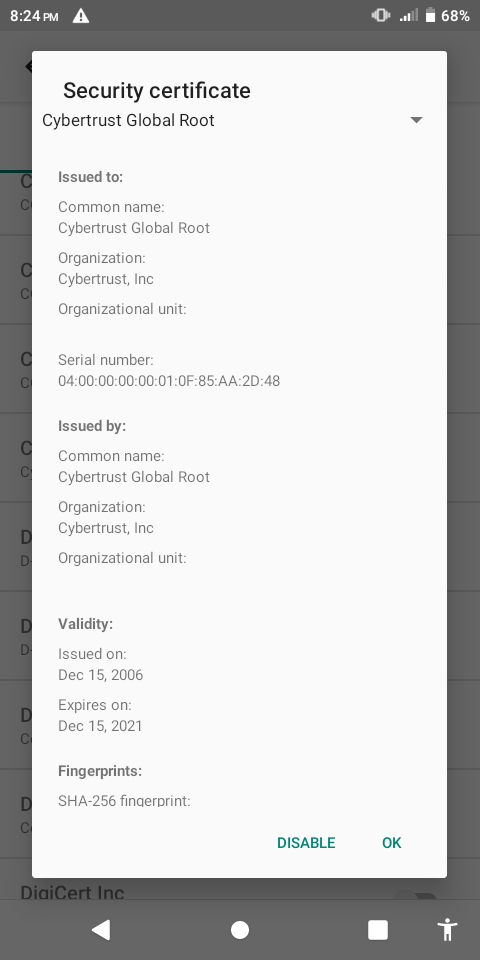 8:24 PM
68%
Security certificate
Cybertrust Global Root
Issued to:
Common name:
Cybertrust Global Root
Organization:
Cybertrust, Inc
Organizational unit:
Serial number:
04:00:00:00:00:01:0F:85:AA:2D:48
Issued by:
Common name:
Cybertrust Global Root
Organization:
Cybertrust, Inc
Organizational unit:
Validity:
Issued on:
Dec 15, 2006
Expires on:
Dec 15, 2021
Fingerprints:
SHA-256 fingerprint:
DISABLE OK
DigiCert Inc